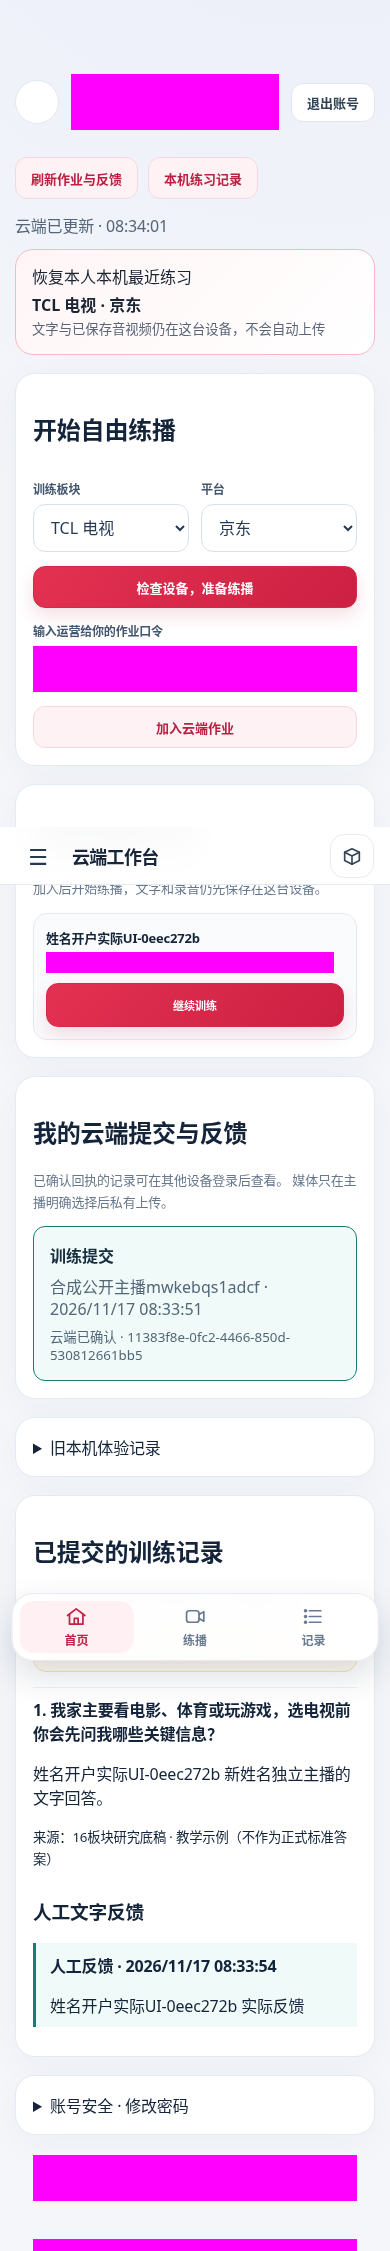 退出账号
刷新作业与反馈
本机练习记录
云端已更新 · 08:34:01
恢复本人本机最近练习
TCL 电视 · 京东
文字与已保存音视频仍在这台设备，不会自动上传
开始自由练播
训练板块
平台
TCL 电视
京东
检查设备，准备练播
输入运营给你的作业口令
加入云端作业
云端工作台
加入后开始练播，文字和录音仍先保存在这台设备。
姓名开户实际UI-0eec272b
继续训练
我的云端提交与反馈
已确认回执的记录可在其他设备登录后查看。 媒体只在主
播明确选择后私有上传。
训练提交
合成公开主播mwkebqs1adcf ·
2026/11/17 08:33:51
云端已确认 · 11383f8e-0fc2-4466-850d-
530812661bb5
旧本机体验记录
已提交的训练记录
首页
练播
记录
1. 我家主要看电影、体育或玩游戏，选电视前
你会先问我哪些关键信息？
姓名开户实际UI-0eec272b 新姓名独立主播的
文字回答。
来源：16板块研究底稿 · 教学示例（不作为正式标准答
案）
人工文字反馈
人工反馈 · 2026/11/17 08:33:54
姓名开户实际UI-0eec272b 实际反馈
账号安全 · 修改密码